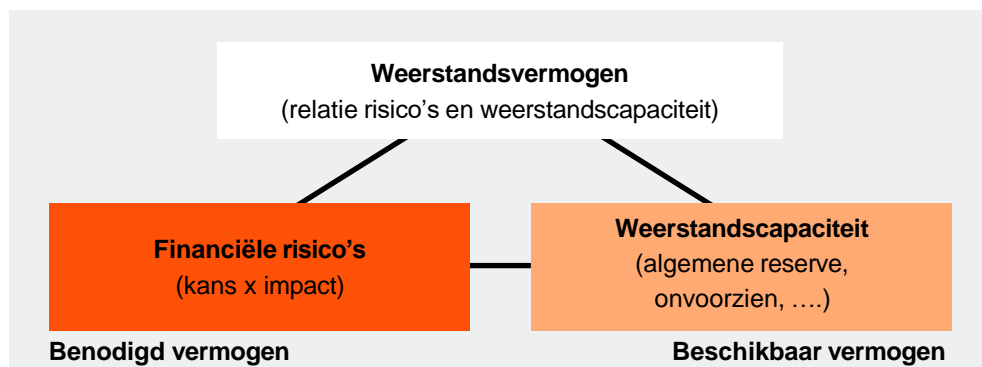 Weerstandsvermogen
(relatie risico's en weerstandscapaciteit)
Financiële risico's
(kans x impact)
Weerstandscapaciteit
(algemene reserve,
onvoorzien, ….)
Benodigd vermogen
Beschikbaar vermogen